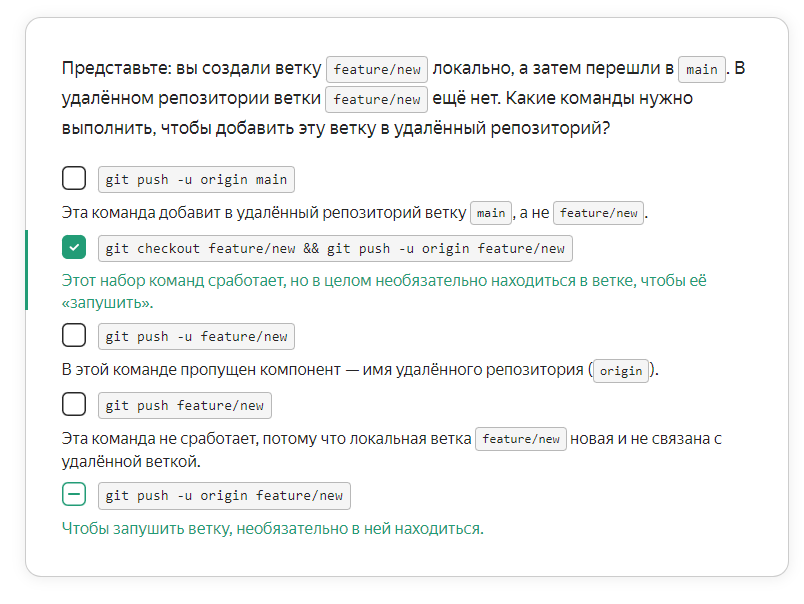 Представьте: вы создали ветку feature/new локально, а затем перешли в main . В
удалённом репозитории ветки feature/new ещё нет. Какие команды нужно
выполнить, чтобы добавить эту ветку в удалённый репозиторий?
git push -u origin main
Эта команда добавит в удалённый репозиторий ветку main , а не feature/new .
git checkout feature/new && git push -u origin feature/new
Этот набор команд сработает, но в целом необязательно находиться в ветке, чтобы её
«запушить».
git push -u feature/new
В этой команде пропущен компонент — имя удалённого репозитория ( origin ).
git push feature/new
Эта команда не сработает, потому что локальная ветка feature/new новая и не связана с
удалённой веткой.
git push -u origin feature/new
Чтобы запушить ветку, необязательно в ней находиться.